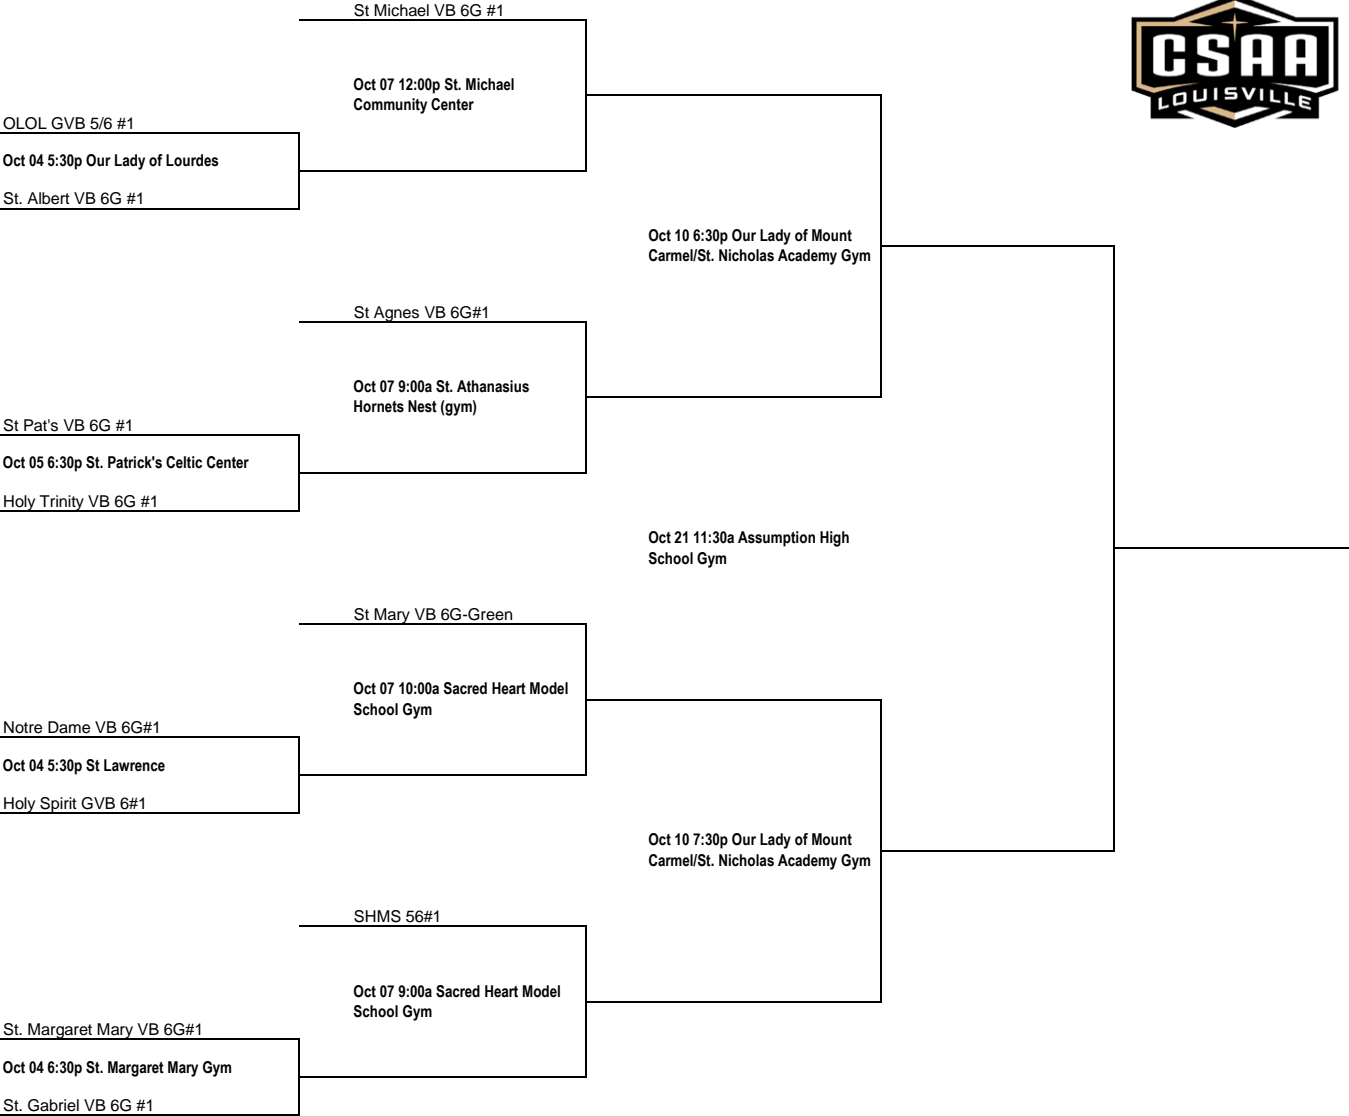 St Michael VB 6G #1
CSAA
LOUISVILLE
Oct 07 12:00p St. Michael
Community Center
OLOL GVB 5/6 #1
Oct 04 5:30p Our Lady of Lourdes
St. Albert VB 6G #1
Oct 10 6:30p Our Lady of Mount
Carmel/St. Nicholas Academy Gym
St Agnes VB 6G#1
Oct 07 9:00a St. Athanasius
Hornets Nest (gym)
St Pat's VB 6G #1
Oct 05 6:30p St. Patrick's Celtic Center
Holy Trinity VB 6G #1
Oct 21 11:30a Assumption High
School Gym
St Mary VB 6G-Green
Oct 07 10:00a Sacred Heart Model
School Gym
Notre Dame VB 6G#1
Oct 04 5:30p St Lawrence
Holy Spirit GVB 6#1
Oct 10 7:30p Our Lady of Mount
Carmel/St. Nicholas Academy Gym
SHMS 56#1
Oct 07 9:00a Sacred Heart Model
School Gym
St. Margaret Mary VB 6G#1
Oct 04 6:30p St. Margaret Mary Gym
St. Gabriel VB 6G #1